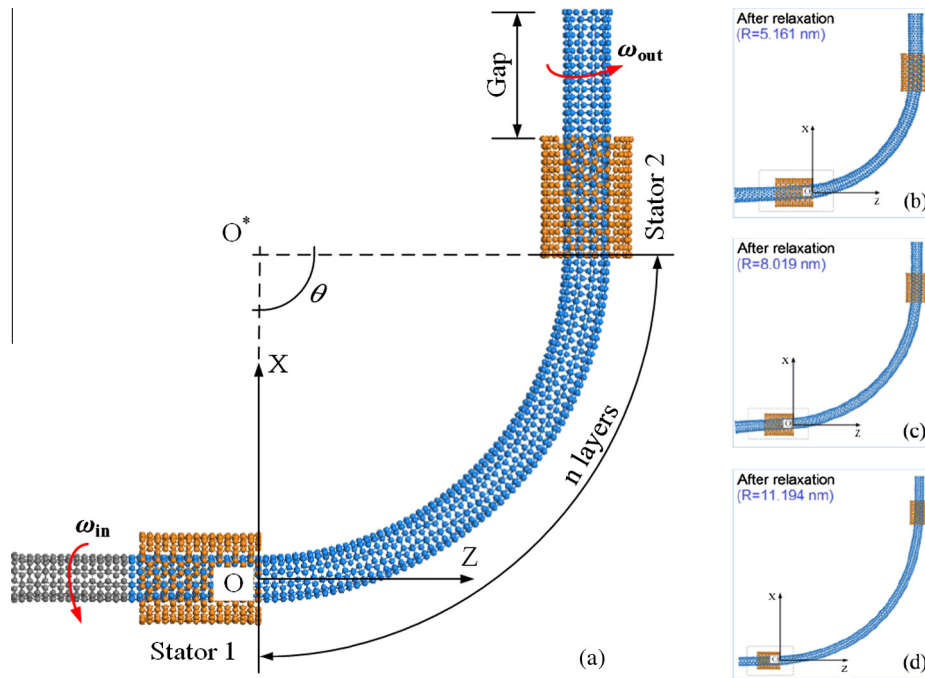 Gap
ωout
Stator 2
O*
θ
X
n layers
ωin
O
Z
Stator 1
(a)
After relaxation
(R=5.161 nm)
X
O
Z
(b)
After relaxation
(R=8.019 nm)
X
O
Z
(c)
After relaxation
(R=11.194 nm)
X
O
Z
(d)